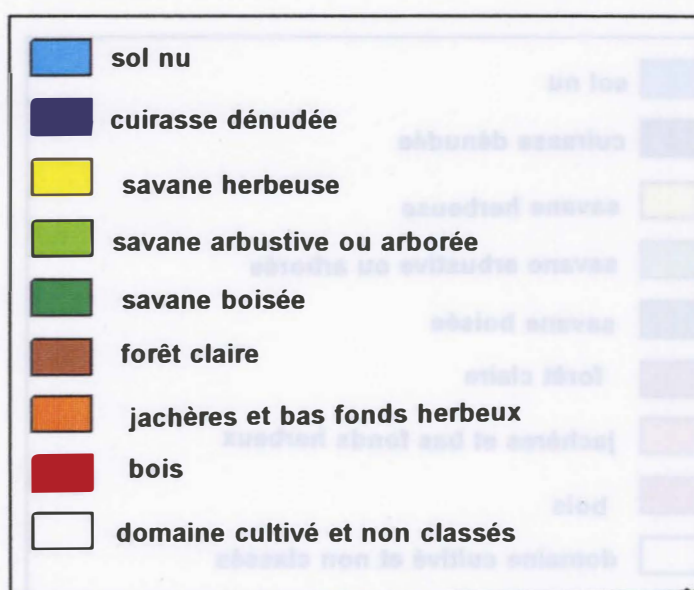 sol nu
cuirasse dénudée
savane herbeuse
savane arbustive ou arborée
savane boisée
forêt claire
jachères et bas fonds herbeux
bois
domaine cultivé et non classés